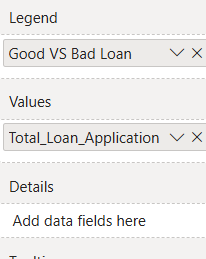 Legend
Good VS Bad Loan
Values
Total_Loan_Application
Details
Add data fields here